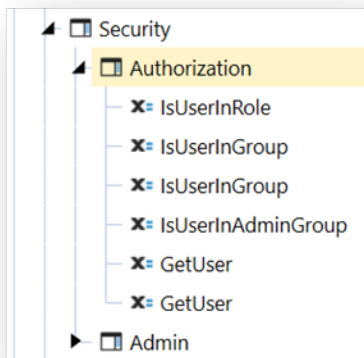 Security
Authorization
IsUserInRole
IsUserInGroup
IsUserInGroup
IsUserInAdminGroup
GetUser
GetUser
Admin